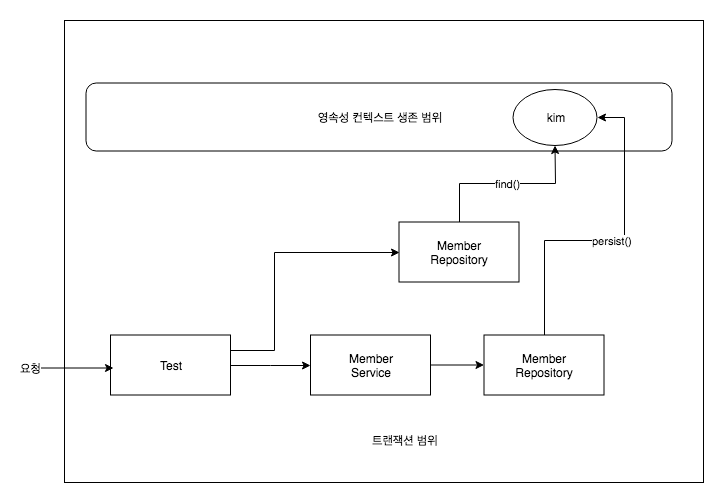 영속성 컨텍스트 생존 범위
kim
find()
Member
Repository
persist()
요청
Test
Member
Service
Member
Repository
트랜잭션 범위